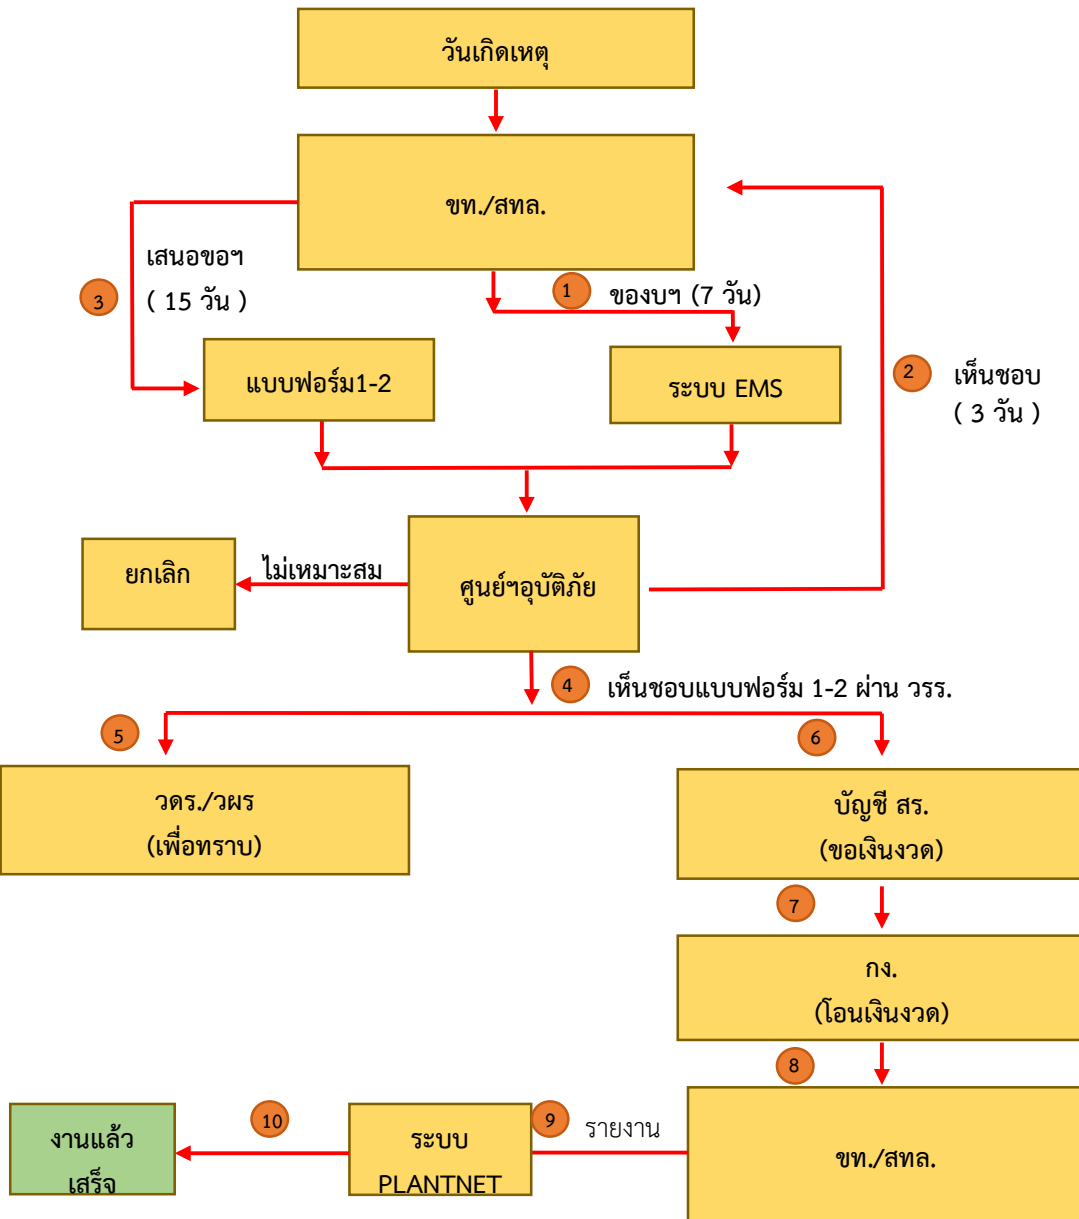 วันเกิดเหตุ
ขท./สทล.
เสนอขอฯ
( 15 วัน )
3
1
ของบฯ (7 วัน)
แบบฟอร์ม1-2
ระบบ EMS
2
เห็นชอบ
( 3 วัน )
ยกเลิก
ไม่เหมาะสม
ศูนย์ฯอุบัติภัย
4
เห็นชอบแบบฟอร์ม 1-2 ผ่าน วรร.
5
6
วดร./วผร
(เพื่อทราบ)
บัญชี สร.
(ขอเงินงวด)
7
กง.
(โอนเงินงวด)
8
งานแล้ว
เสร็จ
10
ระบบ
PLANTNET
9
รายงาน
ขท./สทล.